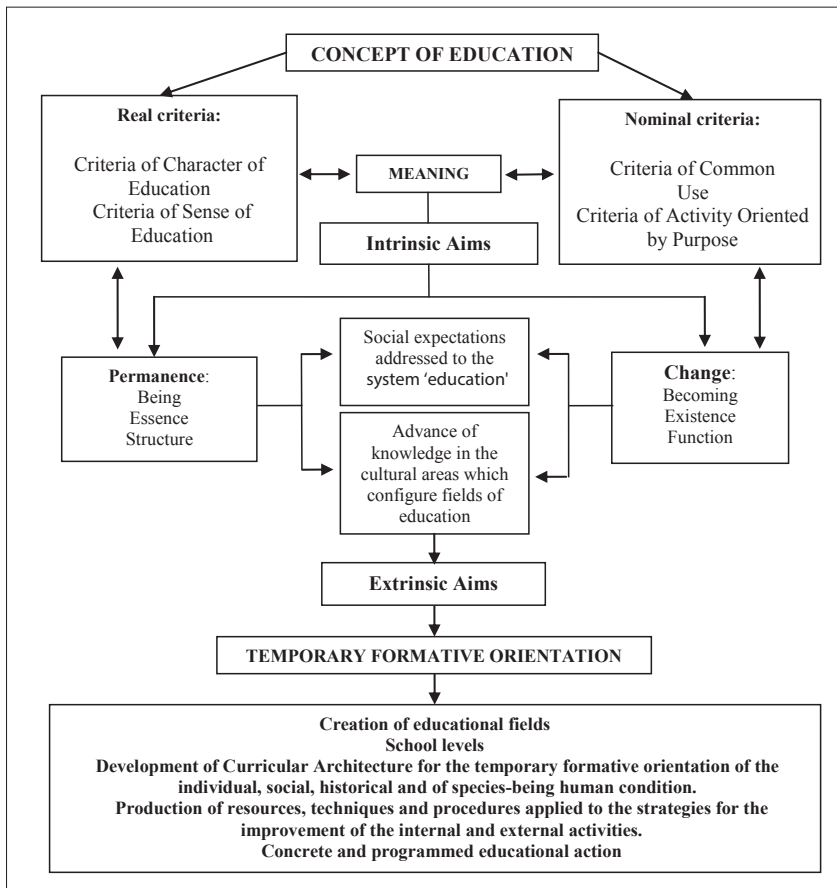 CONCEPT OF EDUCATION
Real criteria:
Criteria of Character of
Education
Criteria of Sense of
Education
MEANING
Nominal criteria:
Criteria of Common
Use
Criteria of Activity Oriented
by Purpose
Intrinsic Aims
Permanence:
Being
Essence
Structure
Social expectations
addressed to the
system ‘education'
Advance of
knowledge in the
cultural areas which
configure fields of
education
Change:
Becoming
Existence
Function
Extrinsic Aims
TEMPORARY FORMATIVE ORIENTATION
Creation of educational fields
School levels
Development of Curricular Architecture for the temporary formative orientation of the
individual, social, historical and of species-being human condition.
Production of resources, techniques and procedures applied to the strategies for the
improvement of the internal and external activities.
Concrete and programmed educational action